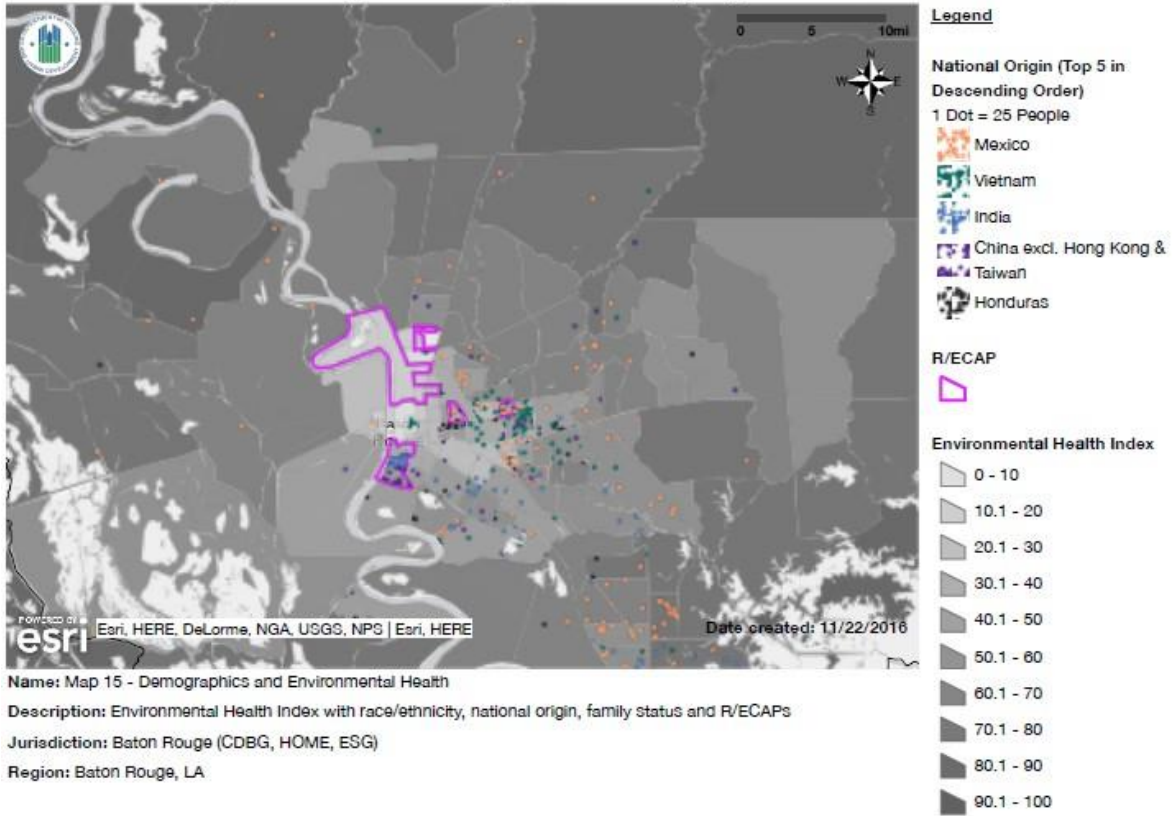 0 5 10mi
N
W E
S
POWERED BY
esri
Esri, HERE, DeLorme, NGA, USGS, NPS | Esri, HERE
Date created: 11/22/2016
Name: Map 15 - Demographics and Environmental Health
Description: Environmental Health Index with race/ethnicity, national origin, family status and R/ECAPs
Jurisdiction: Baton Rouge (CDBG, HOME, ESG)
Region: Baton Rouge, LA
Legend
National Origin (Top 5 in
Descending Order)
1 Dot = 25 People
Mexico
Vietnam
India
China excl. Hong Kong &
Taiwan
Honduras
R/ECAP
Environmental Health Index
0 - 10
10.1 - 20
20.1 - 30
30.1 - 40
40.1 - 50
50.1 - 60
60.1 - 70
70.1 - 80
80.1 - 90
90.1 - 100